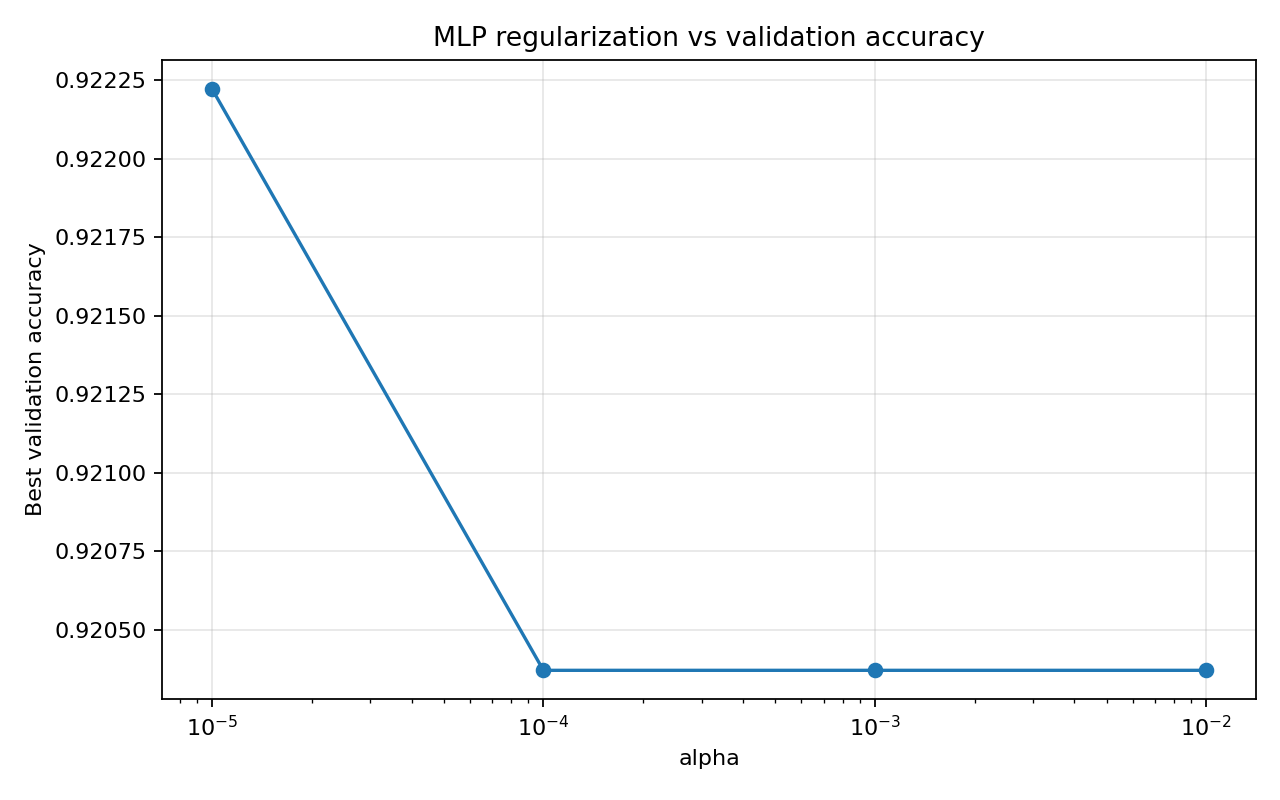 MLP regularization vs validation accuracy
Best validation accuracy
0.92225
0.92200
0.92175
0.92150
0.92125
0.92100
0.92075
0.92050
10⁻⁵ 10⁻⁴ 10⁻³ 10⁻²
alpha